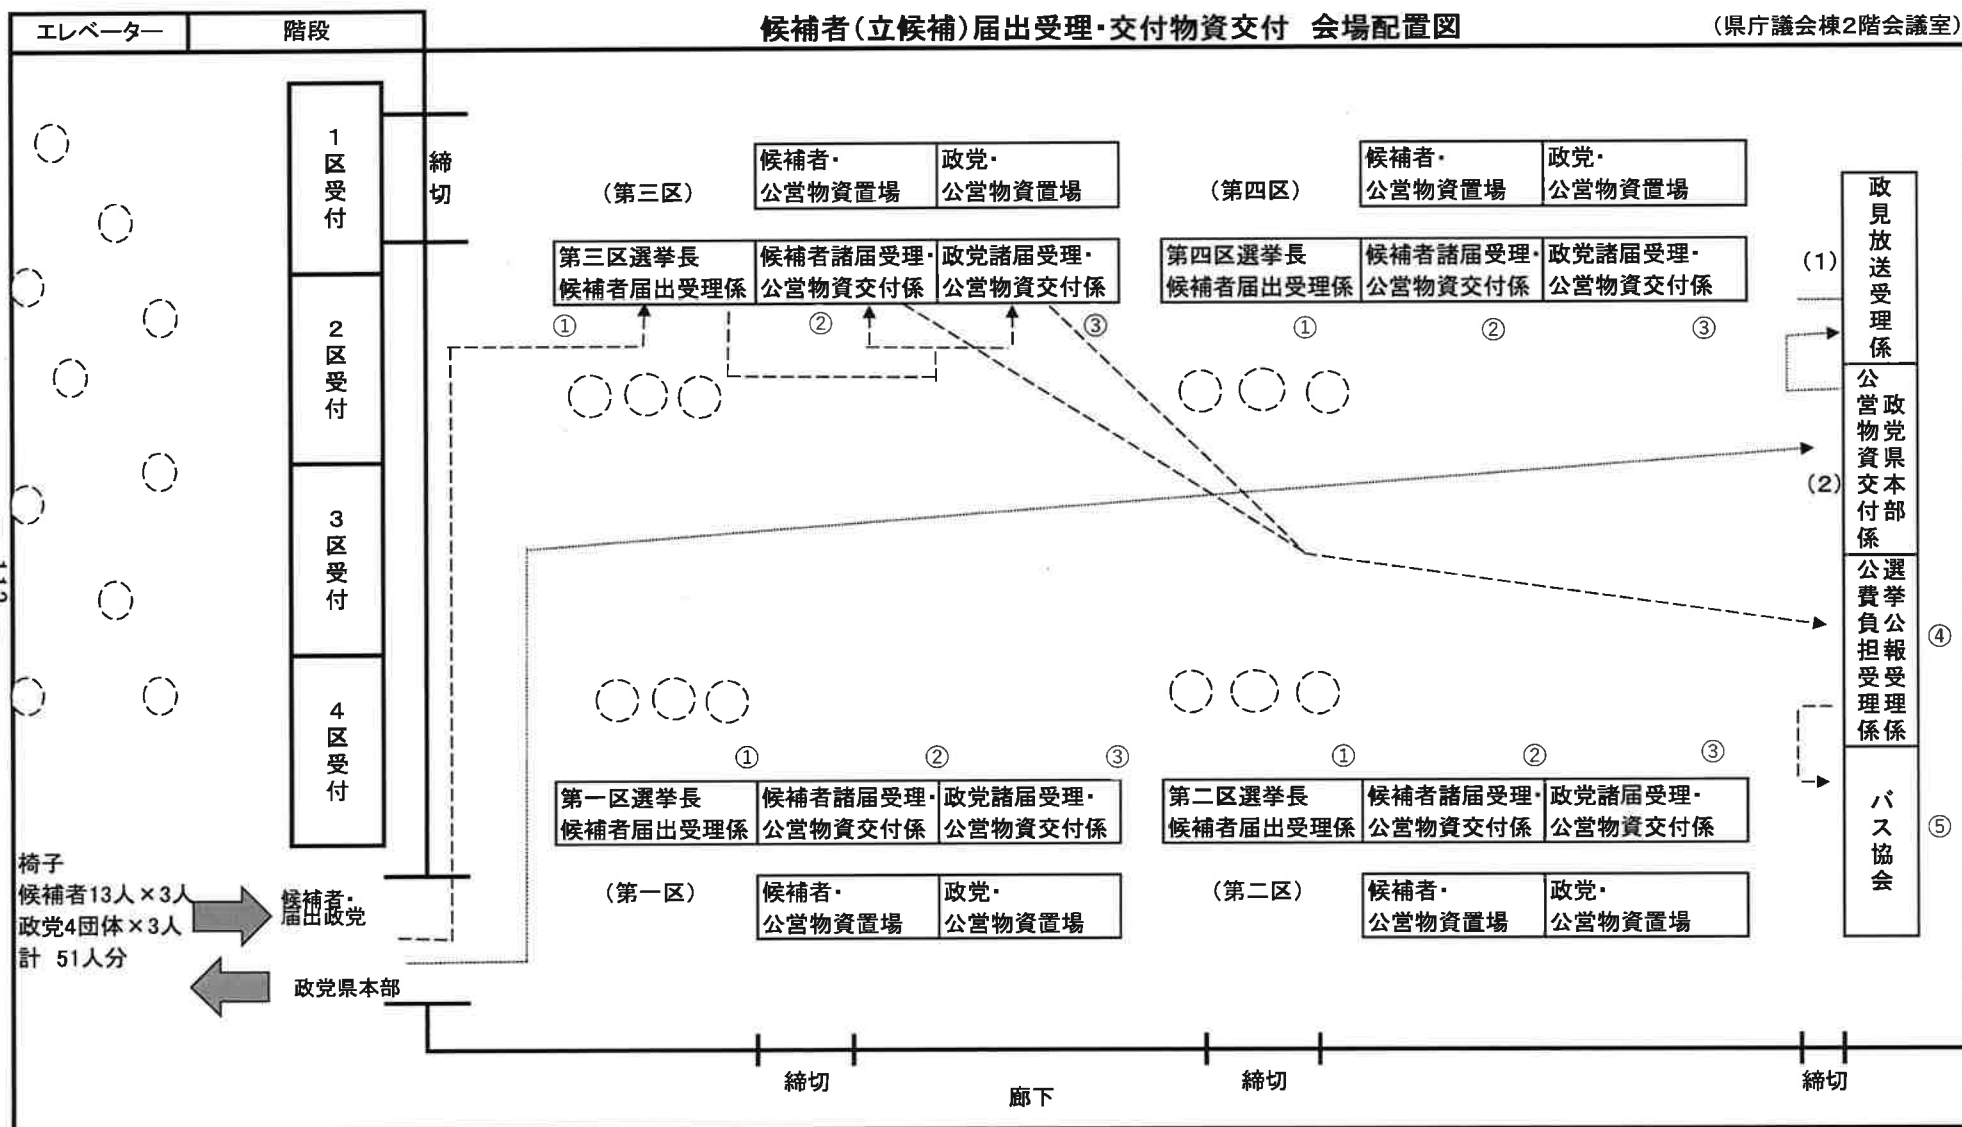 エレベーター
階段
候補者(立候補)届出受理・交付物資交付 会場配置図
(県庁議会棟2階会議室)
1区受付
2区受付
3区受付
4区受付
締切
(第三区)
候補者・
公営物資置場
政党・
公営物資置場
第三区選挙長
候補者届出受理係
候補者諸届受理・
公営物資交付係
政党諸届受理・
公営物資交付係
①
②
③
(第四区)
候補者・
公営物資置場
政党・
公営物資置場
第四区選挙長
候補者届出受理係
候補者諸届受理・
公営物資交付係
政党諸届受理・
公営物資交付係
①
②
③
(1)
政見放送受理係
(2)
政党県本部
公営物資交付係
選挙公報受理係
公費負担受理係
④
バス協会
⑤
①
②
③
第一区選挙長
候補者届出受理係
候補者諸届受理・
公営物資交付係
政党諸届受理・
公営物資交付係
(第一区)
候補者・
公営物資置場
政党・
公営物資置場
①
②
③
第二区選挙長
候補者届出受理係
候補者諸届受理・
公営物資交付係
政党諸届受理・
公営物資交付係
(第二区)
候補者・
公営物資置場
政党・
公営物資置場
椅子
候補者13人×3人
政党4団体×3人
計 51人分
候補者・
届出政党
政党県本部
締切
廊下
締切
締切